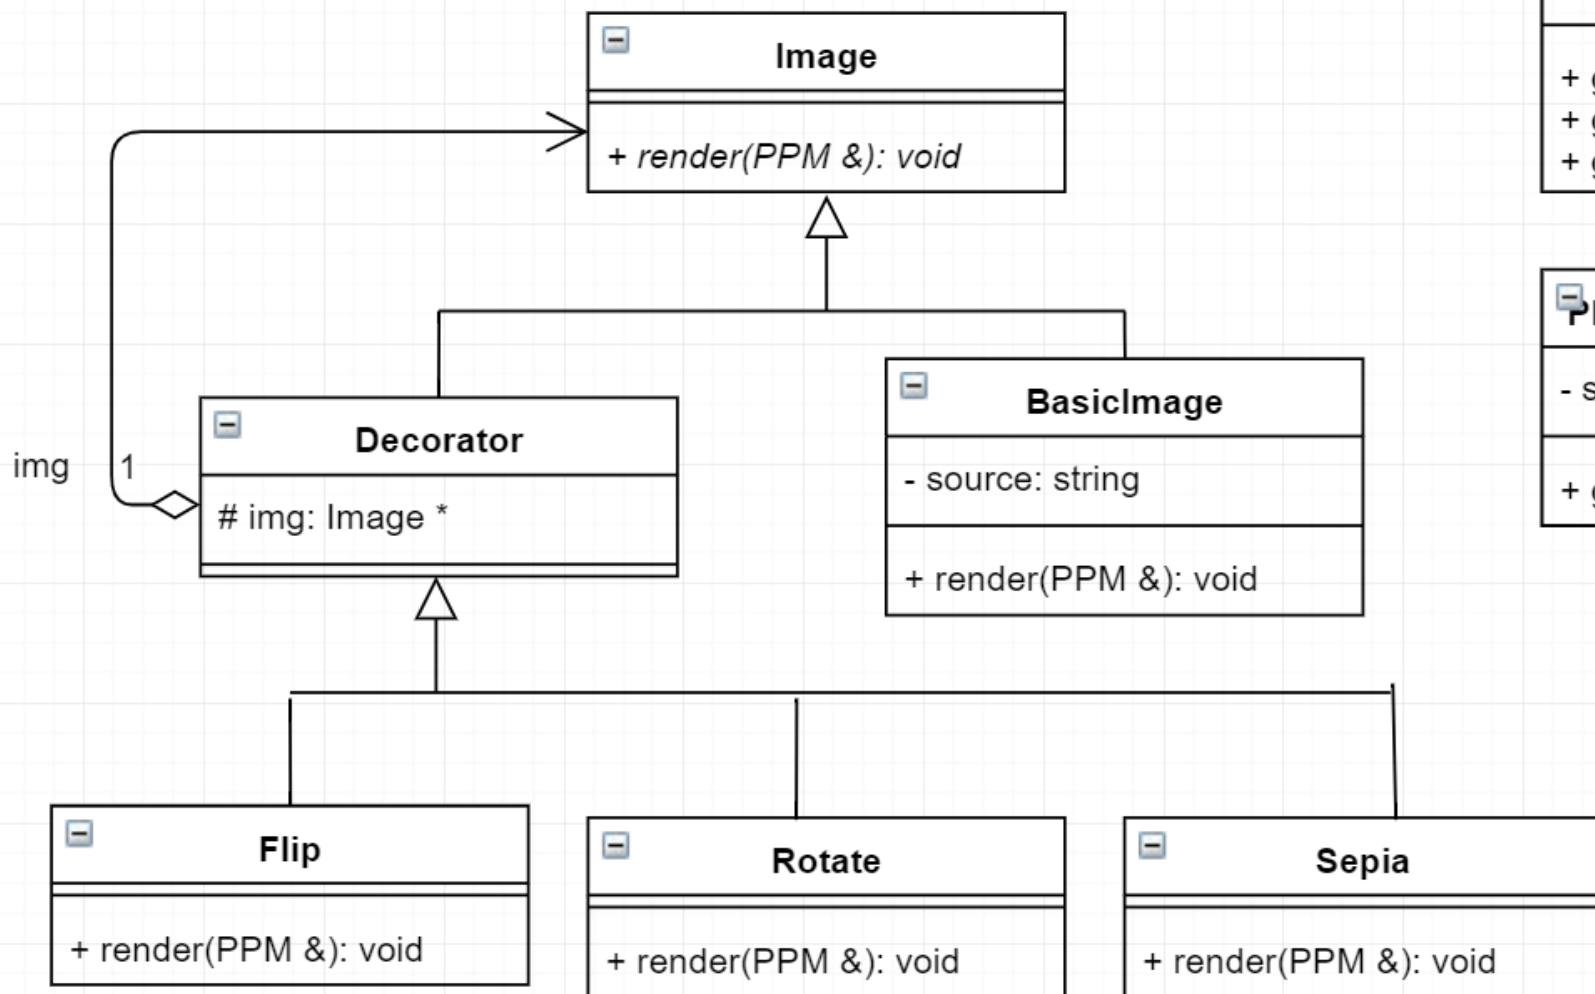 Image
+ render(PPM &): void
+ g
+ g
+ g
Decorator
img
1
# img: Image *
BasicImage
- source: string
+ render(PPM &): void
- s
+ g
Flip
+ render(PPM &): void
Rotate
+ render(PPM &): void
Sepia
+ render(PPM &): void